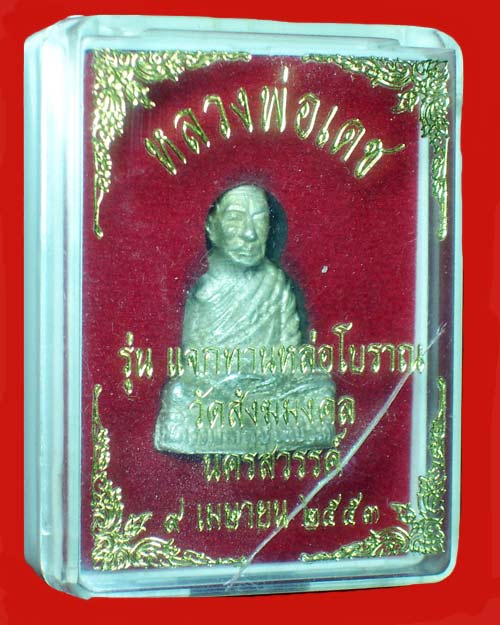 หลวงพ่อเดช
รุ่น แจกทานหล่อโบราณ
วัดสังฆมงคล
นครสวรรค์
๙ เมษายน ๒๕๕๓